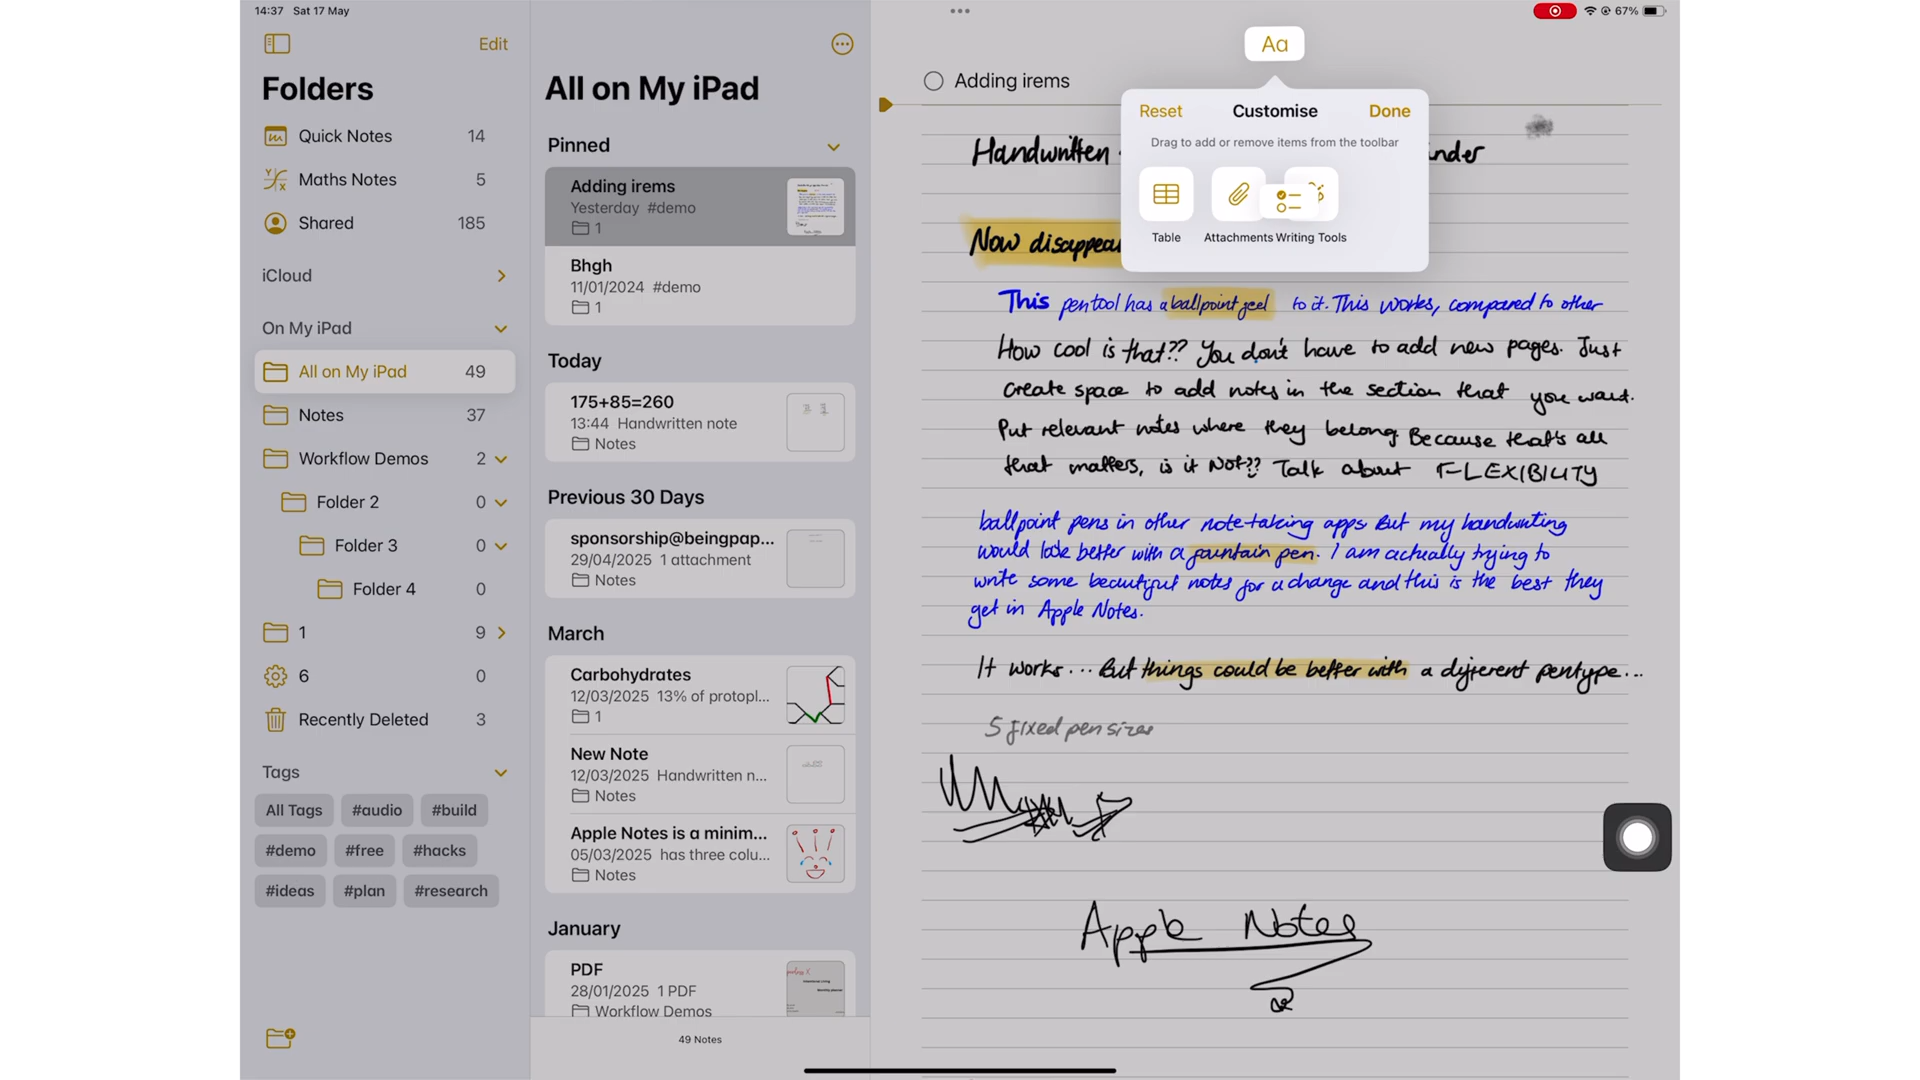 14:37 Sat 17 May
67%
Edit
Folders
Quick Notes 14
Maths Notes 5
Shared 185
iCloud
On My iPad
All on My iPad 49
Notes 37
Workflow Demos 2
Folder 2 0
Folder 3 0
Folder 4 0
1 9
6 0
Recently Deleted 3
Tags
All Tags #audio #build
#demo #free #hacks
#ideas #plan #research
All on My iPad
Pinned
Adding irems
Yesterday #demo
1
Bhgh
11/01/2024 #demo
1
Today
175+85=260
13:44 Handwritten note
Notes
Previous 30 Days
sponsorship@beingpap...
29/04/2025 1 attachment
Notes
March
Carbohydrates
12/03/2025 13% of protopl...
1
New Note
12/03/2025 Handwritten n...
Notes
Apple Notes is a minim...
05/03/2025 has three colu...
Notes
January
PDF
28/01/2025 1 PDF
Workflow Demos
49 Notes
Aa
Reset Customise Done
Drag to add or remove items from the toolbar
Table Attachments Writing Tools
Adding irems
Handwritten
Now disappear
This pen tool has a ballpoint feel to it. This works, compared to other
How cool is that?? You don't have to add new pages. Just
create space to add notes in the section that you want.
Put relevant notes where they belong Because that's all
that matters, is it Not?? Talk about FLEXIBILITY
ballpoint pens in other note-taking apps But my handwriting
would look better with a fountain pen. I am actually trying to
write some beautiful notes for a change and this is the best they
get in Apple Notes.
It works... But things could be better with a different pentype...
5 fixed pen sizes
Apple Notes